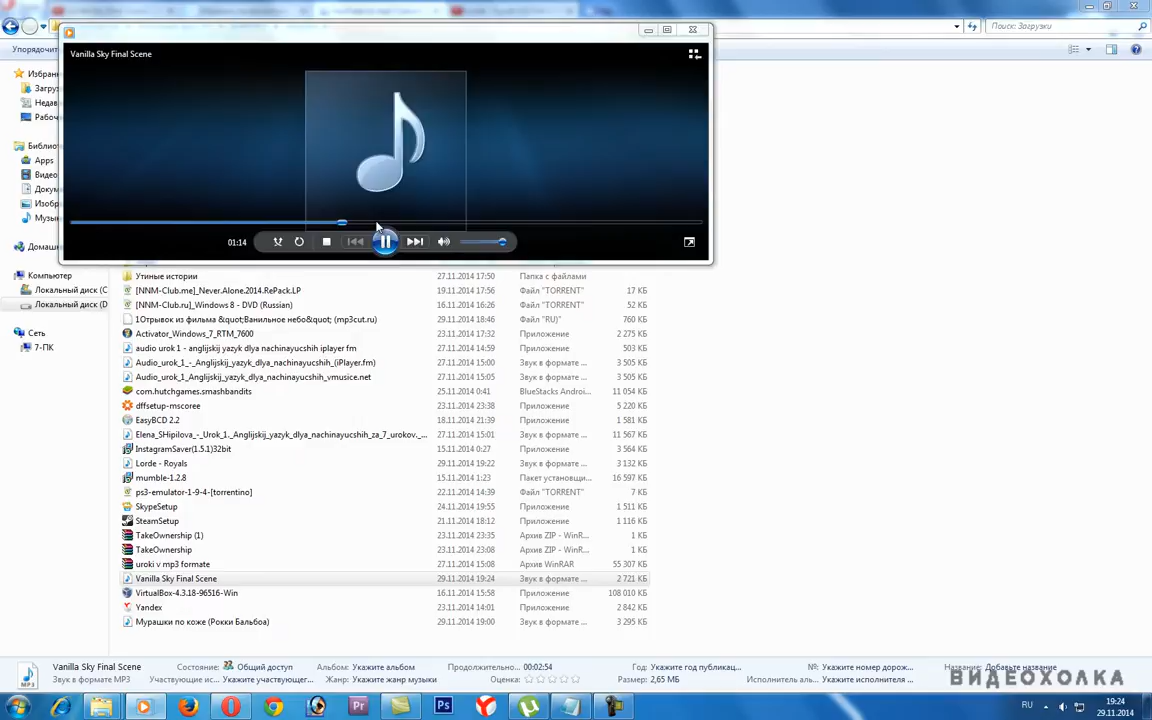 Поиск: Загрузки
Упорядочи
Vanilla Sky Final Scene
01:14
Избран
Загру
Недав
Рабоч
Библиот
Apps
Видео
Докум
Изобр
Музы
Домаш
Компьютер
Локальный диск (C
Локальный диск (D
Сеть
7-ПК
Утиные истории 27.11.2014 17:50 Папка с файлами
[NNM-Club.me]_Never.Alone.2014.RePack.LP 19.11.2014 17:56 Файл "TORRENT" 17 КБ
[NNM-Club.ru]_Windows 8 - DVD (Russian) 16.11.2014 16:26 Файл "TORRENT" 52 КБ
1Отрывок из фильма &quot;Ванильное небо&quot; (mp3cut.ru) 29.11.2014 18:46 Файл "RU)" 760 КБ
Activator_Windows_7_RTM_7600 23.11.2014 17:32 Приложение 2 275 КБ
audio urok 1 - anglijskij yazyk dlya nachinayucshih iplayer fm 27.11.2014 14:59 Приложение 503 КБ
Audio_urok_1_-_Anglijskij_yazyk_dlya_nachinayucshih_(iPlayer.fm) 27.11.2014 15:00 Звук в формате ... 3 505 КБ
Audio_urok_1_Anglijskij_yazyk_dlya_nachinayucshih_vmusice.net 27.11.2014 15:05 Звук в формате ... 3 505 КБ
com.hutchgames.smashbandits 25.11.2014 0:41 BlueStacks Androi... 11 054 КБ
dffsetup-mscoree 23.11.2014 23:38 Приложение 5 220 КБ
EasyBCD 2.2 18.11.2014 21:39 Приложение 1 581 КБ
Elena_SHipilova_-_Urok_1._Anglijskij_yazyk_dlya_nachinayucshih_za_7_urokov._... 27.11.2014 15:01 Звук в формате ... 11 567 КБ
InstagramSaver(1.5.1)32bit 15.11.2014 0:27 Приложение 3 564 КБ
Lorde - Royals 29.11.2014 19:22 Звук в формате ... 3 132 КБ
mumble-1.2.8 15.11.2014 1:23 Пакет установщи... 16 597 КБ
ps3-emulator-1-9-4-[torrentino] 22.11.2014 14:39 Файл "TORRENT" 7 КБ
SkypeSetup 24.11.2014 19:55 Приложение 1 511 КБ
SteamSetup 21.11.2014 18:12 Приложение 1 116 КБ
TakeOwnership (1) 23.11.2014 23:35 Архив ZIP - WinR... 1 КБ
TakeOwnership 23.11.2014 23:08 Архив ZIP - WinR... 1 КБ
uroki v mp3 formate 27.11.2014 15:08 Архив WinRAR 55 307 КБ
Vanilla Sky Final Scene 29.11.2014 19:24 Звук в формате ... 2 721 КБ
VirtualBox-4.3.18-96516-Win 16.11.2014 15:58 Приложение 108 010 КБ
Yandex 23.11.2014 14:01 Приложение 2 842 КБ
Мурашки по коже (Рокки Бальбоа) 29.11.2014 19:00 Звук в формате ... 3 295 КБ
Vanilla Sky Final Scene Состояние: Общий доступ Альбом: Укажите альбом Продолжительно... 00:02:54 Год: Укажите год публикац... №: Укажите номер дорож... Название: Добавьте название
Звук в формате MP3 Участвующие ис... Укажите участвующег... Жанр: Укажите жанр музыки Оценка: Размер: 2,65 МБ Исполнитель аль...
ВИДЕОХОЛКА
RU 19:24
29.11.2014